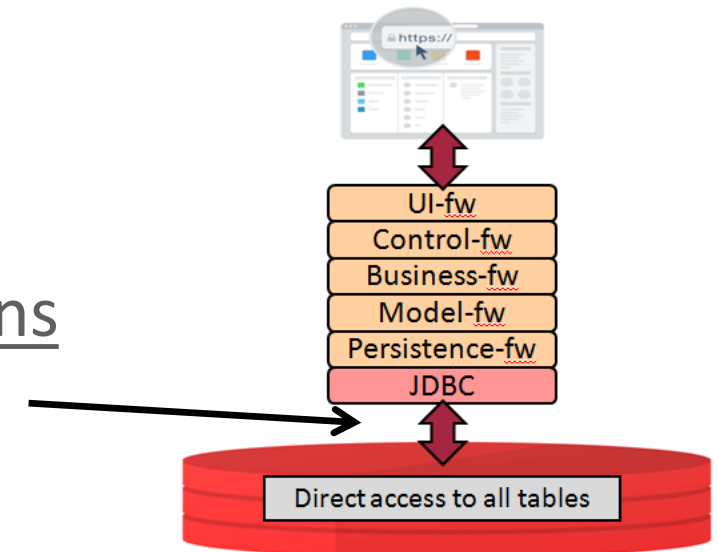 https://
UI-fw
Control-fw
Business-fw
Model-fw
ns
Persistence-fw
JDBC
Direct access to all tables